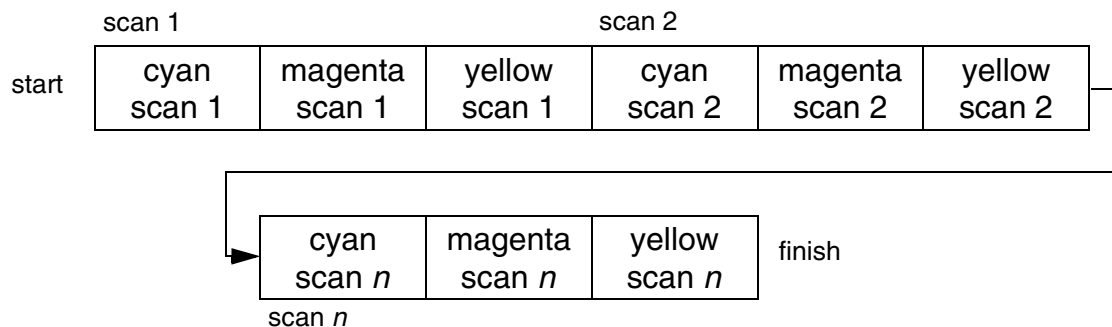 scan 1 scan 2
start
cyan magenta yellow cyan magenta yellow
scan 1 scan 1 scan 1 scan 2 scan 2 scan 2
cyan magenta yellow
scan n scan n scan n
finish
scan n